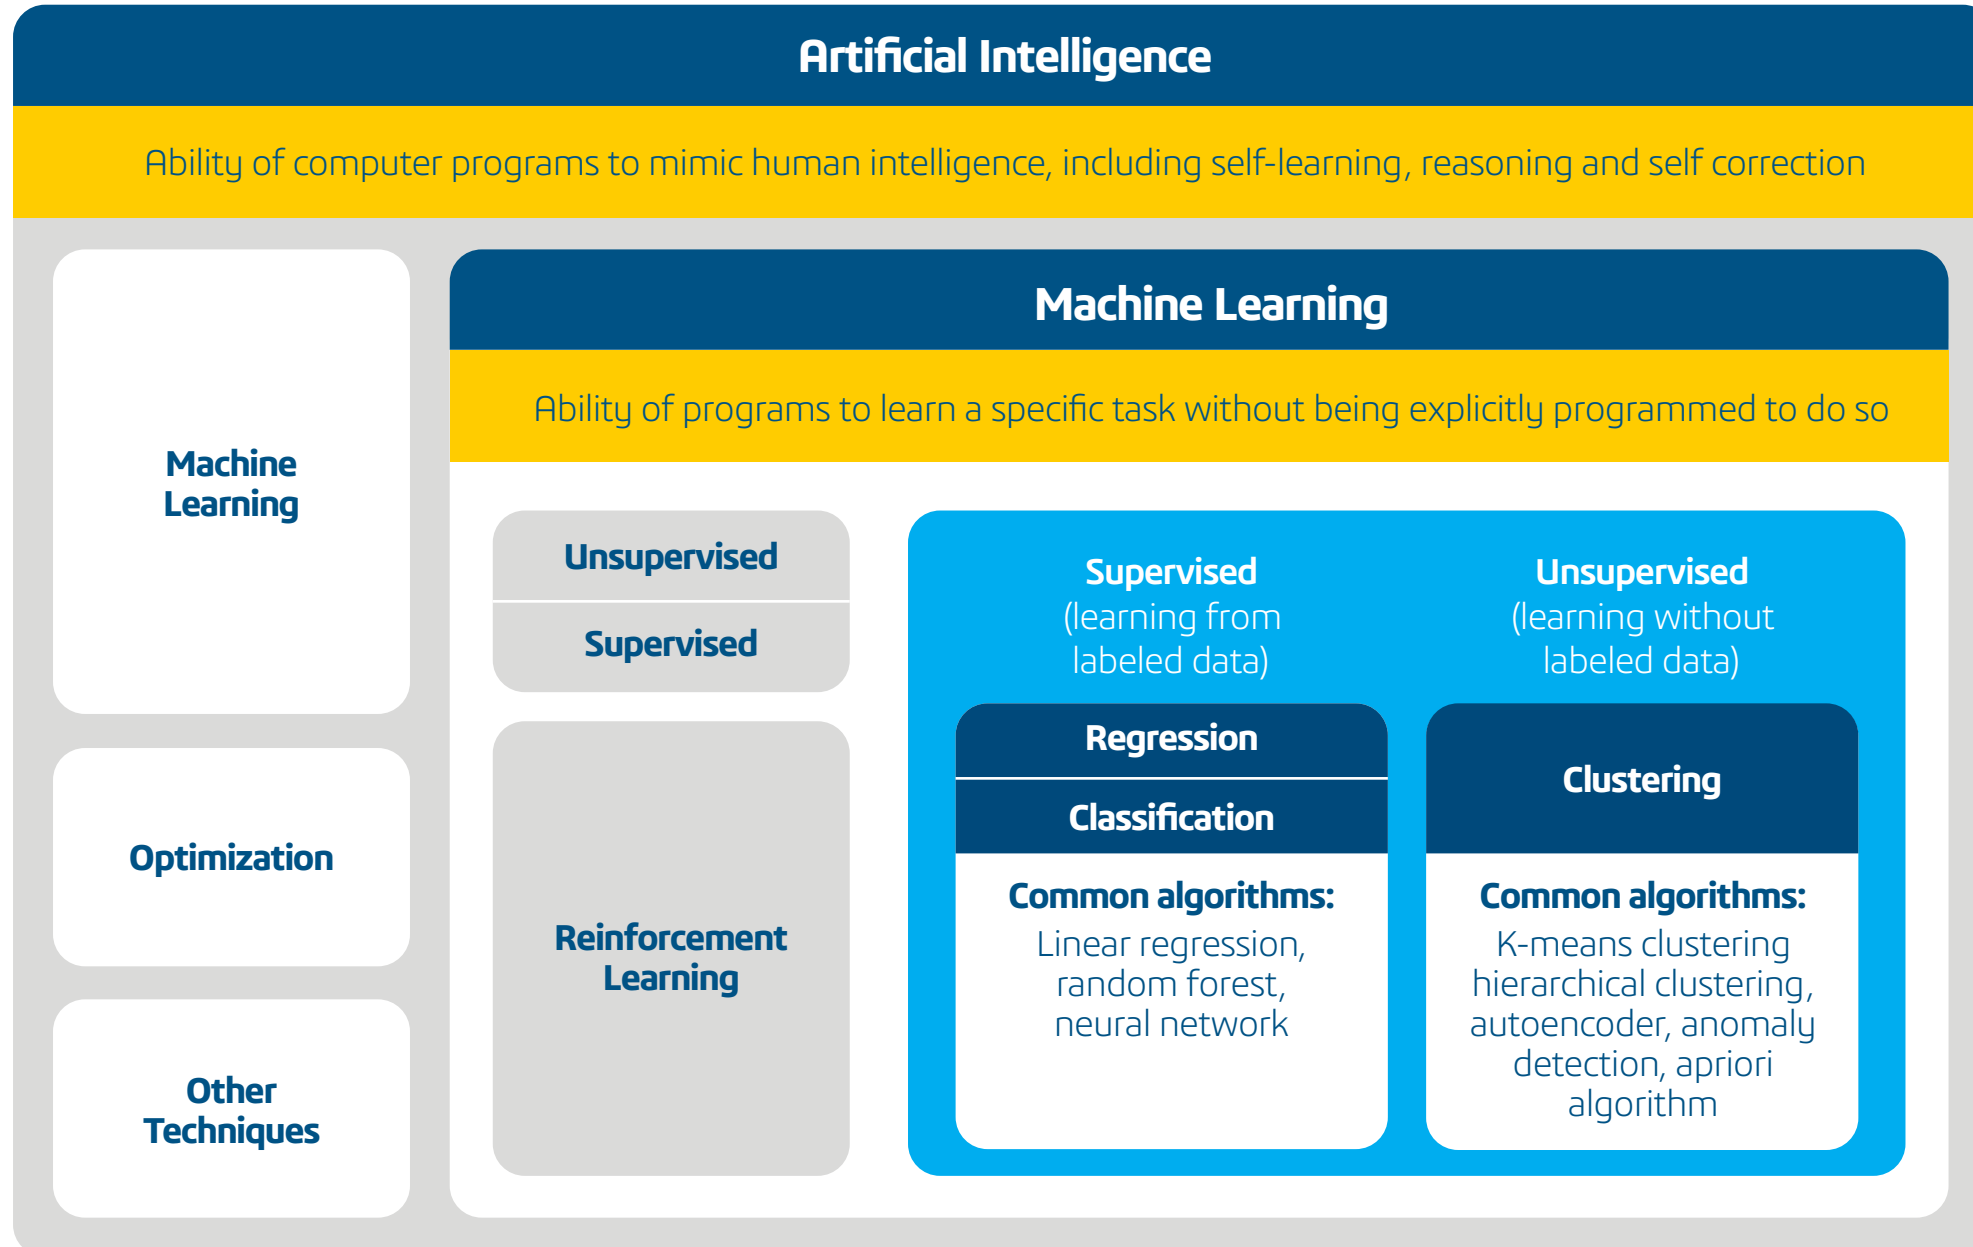 Artificial Intelligence
Ability of computer programs to mimic human intelligence, including self-learning, reasoning and self correction
Machine
Learning
Optimization
Other
Techniques
Machine Learning
Ability of programs to learn a specific task without being explicitly programmed to do so
Unsupervised
Supervised
Reinforcement
Learning
Supervised
(learning from
labeled data)
Regression
Classification
Common algorithms:
Linear regression,
random forest,
neural network
Unsupervised
(learning without
labeled data)
Clustering
Common algorithms:
K-means clustering
hierarchical clustering,
autoencoder, anomaly
detection, apriori
algorithm